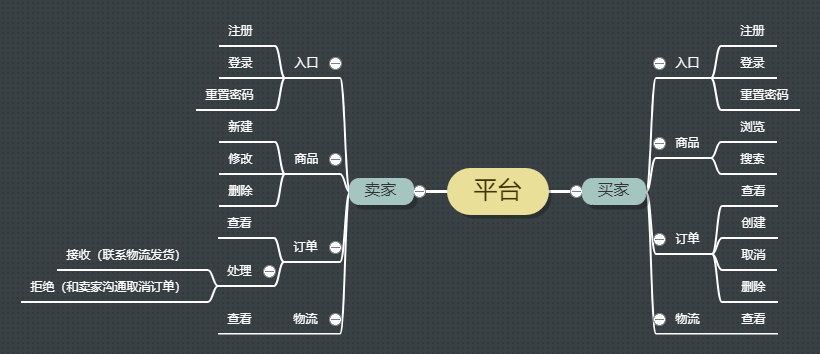 平台
卖家
入口
注册
登录
重置密码
商品
新建
修改
删除
订单
查看
处理
接收（联系物流发货）
拒绝（和卖家沟通取消订单）
物流
查看
买家
入口
注册
登录
重置密码
商品
浏览
搜索
订单
查看
创建
取消
删除
物流
查看